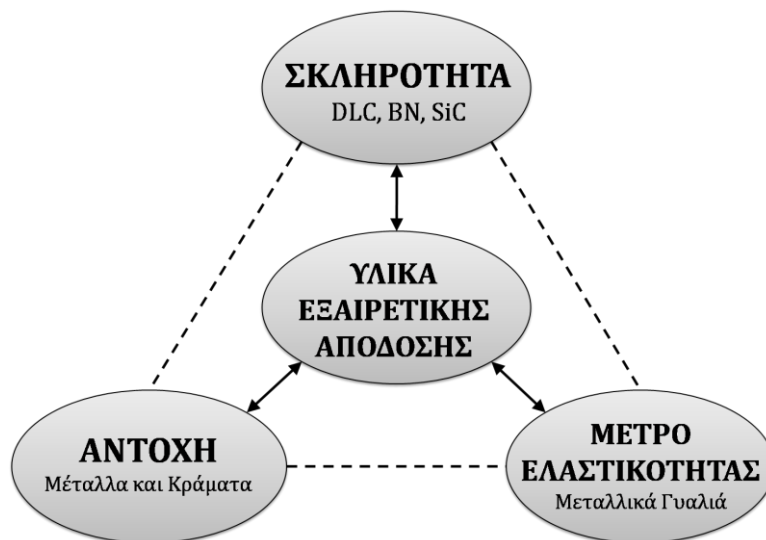 ΣΚΛΗΡΟΤΗΤΑ
DLC, BN, SiC
ΥΛΙΚΑ
ΕΞΑΙΡΕΤΙΚΗΣ
ΑΠΟΔΟΣΗΣ
ΑΝΤΟΧΗ
Μέταλλα και Κράματα
ΜΕΤΡΟ
ΕΛΑΣΤΙΚΟΤΗΤΑΣ
Μεταλλικά Γυαλιά